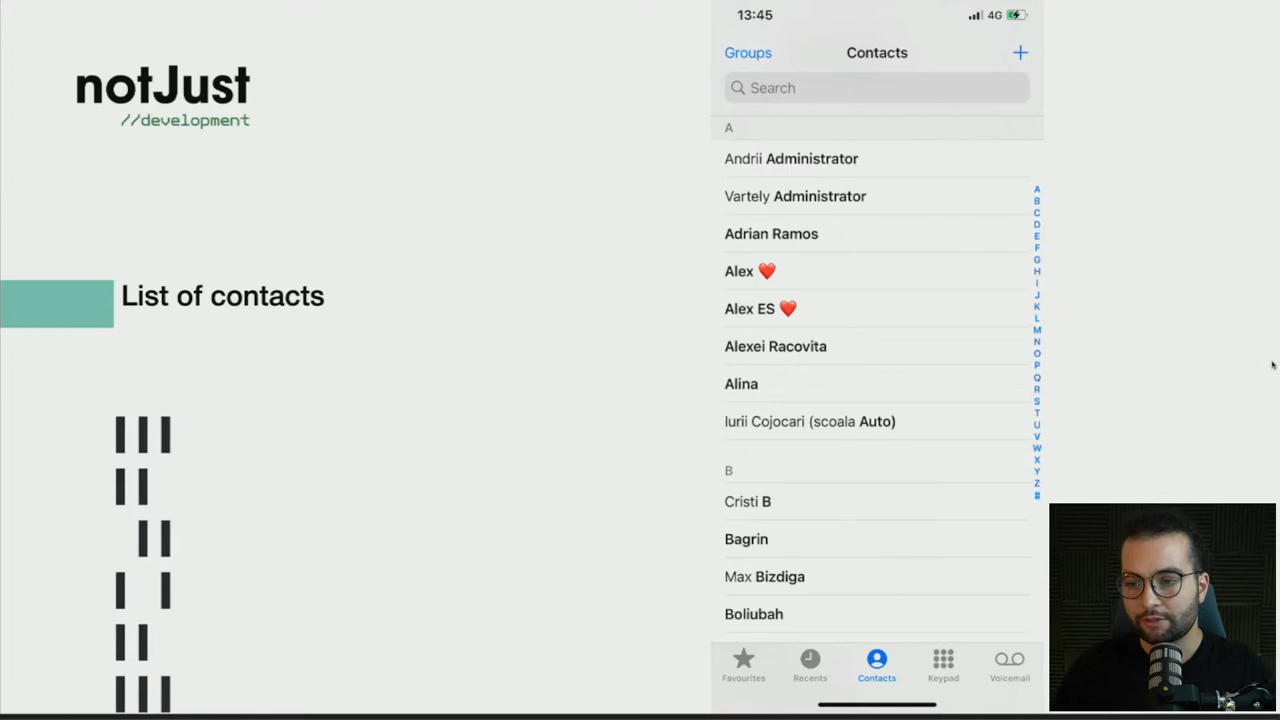 notJust
//development
List of contacts
13:45
4G
Groups
Contacts
+
Search
A
Andrii Administrator
Vartely Administrator
Adrian Ramos
Alex ❤️
Alex ES ❤️
Alexei Racovita
Alina
Iurii Cojocari (scoala Auto)
B
Cristi B
Bagrin
Max Bizdiga
Boliubah
A
B
C
D
E
F
G
H
I
J
K
L
M
N
O
P
Q
R
S
T
U
V
W
X
Y
Z
#
Favourites
Recents
Contacts
Keypad
Voicemail